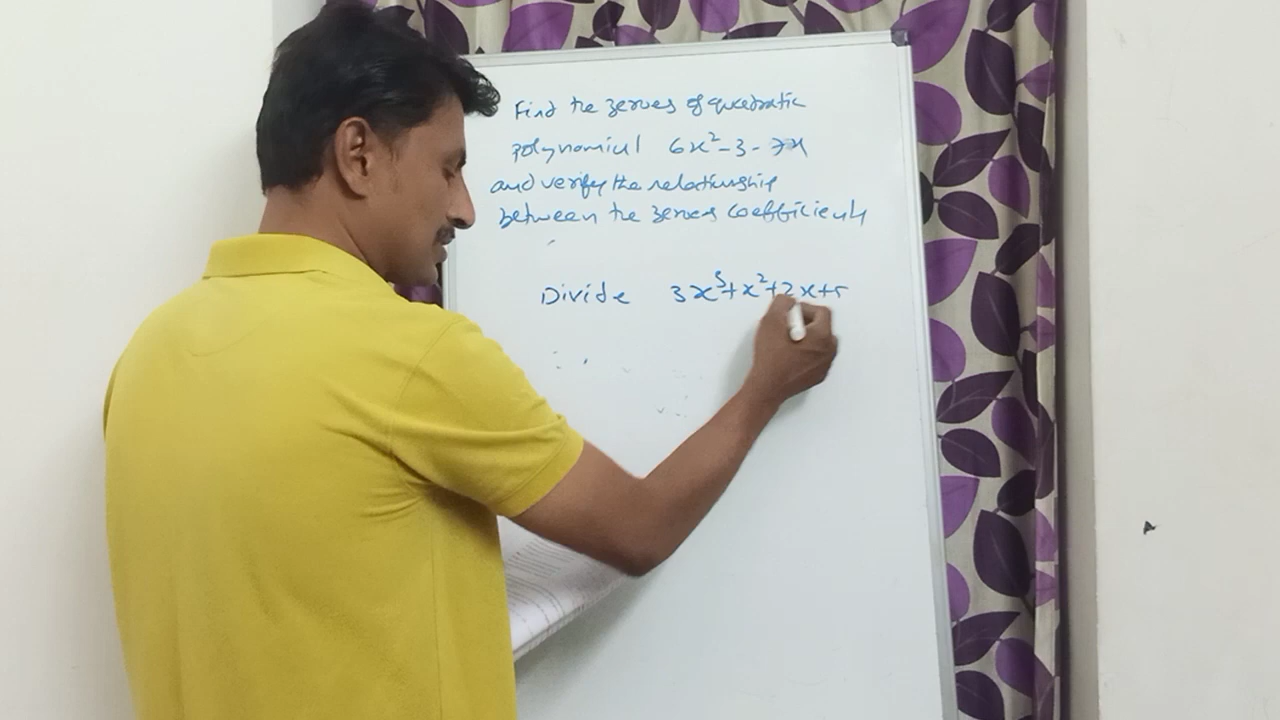 Find the zeroes of quadratic
polynomial 6x²-3-7x
and verify the relationship
between the zeroes coefficients
Divide 3x³+x²+2x+5